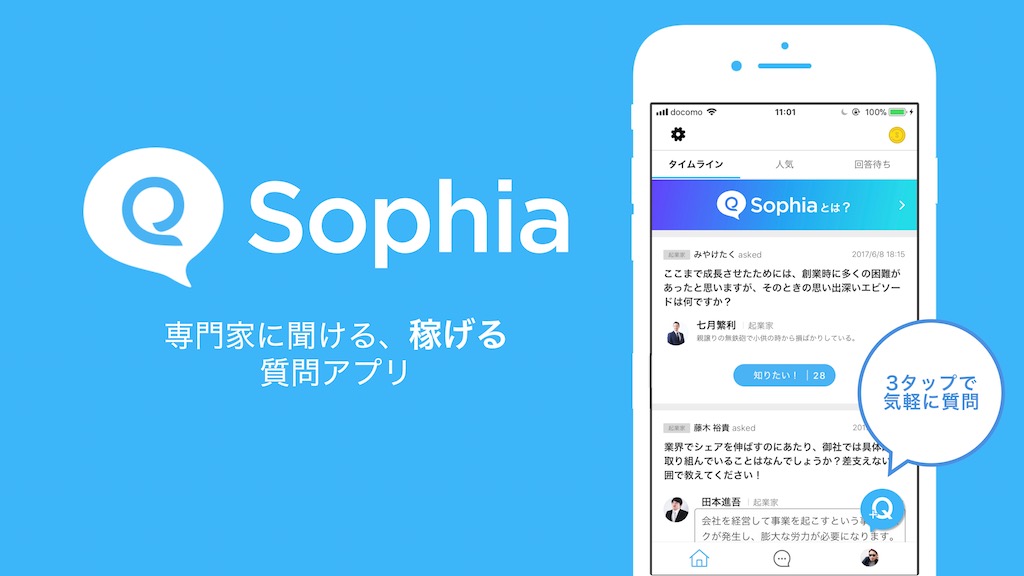 Sophia
専門家に聞ける、稼げる
質問アプリ
docomo 11:01 100%
タイムライン 人気 回答待ち
Sophiaとは？
起業家 みやけたく asked 2017/6/8 18:15
ここまで成長させたためには、創業時に多くの困難が
あったと思いますが、そのときの思い出深いエピソー
ドは何ですか？
七月繁利 起業家
親譲りの無鉄砲で小供の時から損ばかりしている。
知りたい！ 28
3タップで
気軽に質問
起業家 藤木 裕貴 asked 201
業界でシェアを伸ばすのにあたり、御社では具体
取り組んでいることはなんでしょうか？差支えない
囲で教えてください！
田本進吾 起業家
会社を経営して事業を起こすという
クが発生し、膨大な労力が必要になります。
+Q